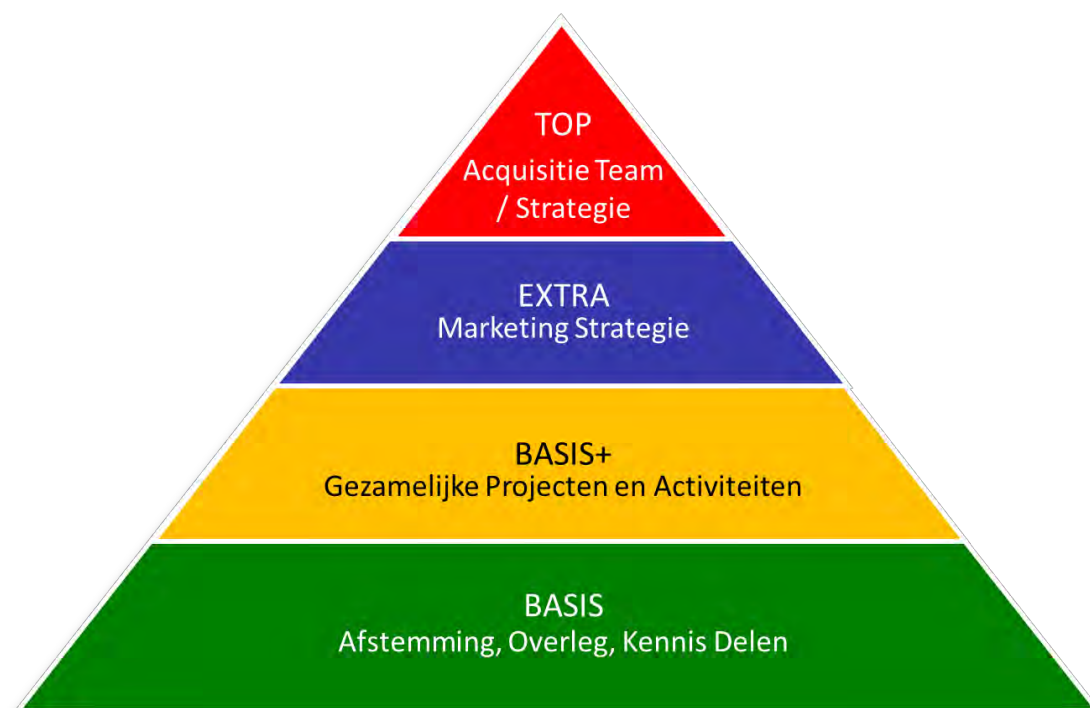 TOP
Acquisitie Team
/ Strategie
EXTRA
Marketing Strategie
BASIS+
Gezamelijke Projecten en Activiteiten
BASIS
Afstemming, Overleg, Kennis Delen